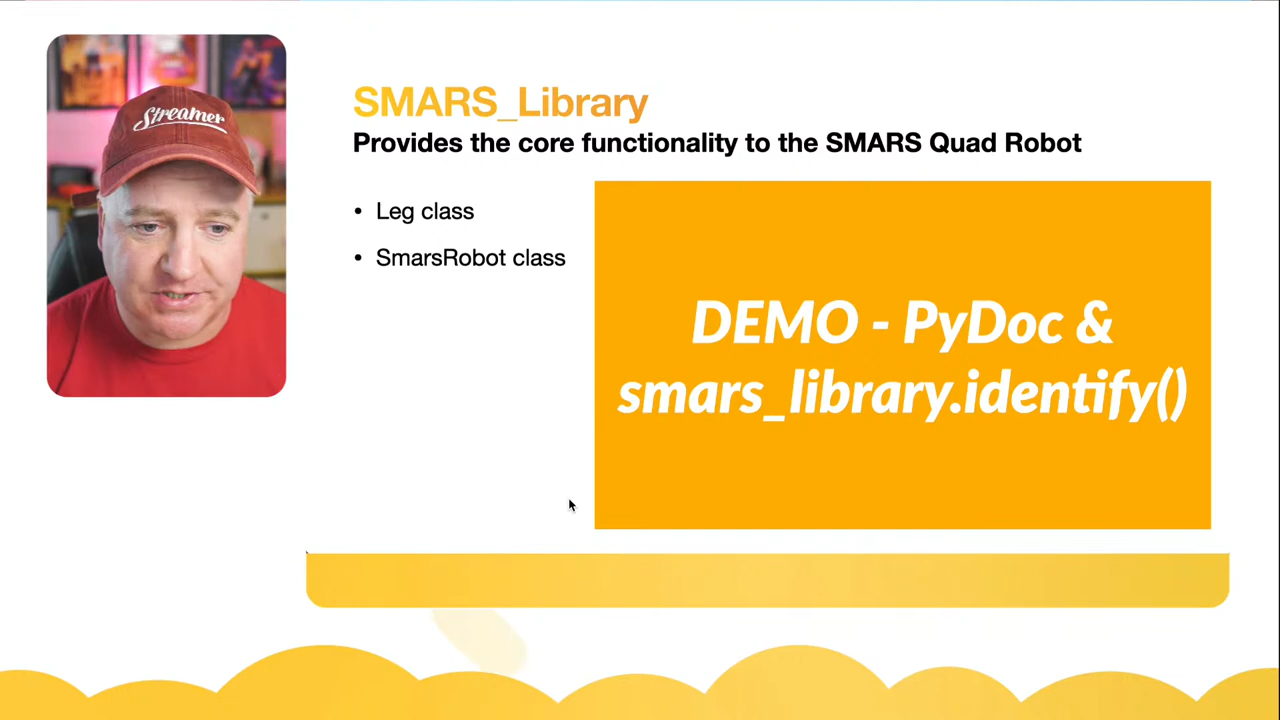 Streamer
SMARS_Library
Provides the core functionality to the SMARS Quad Robot
• Leg class
• SmarsRobot class
DEMO - PyDoc &
smars_library.identify()